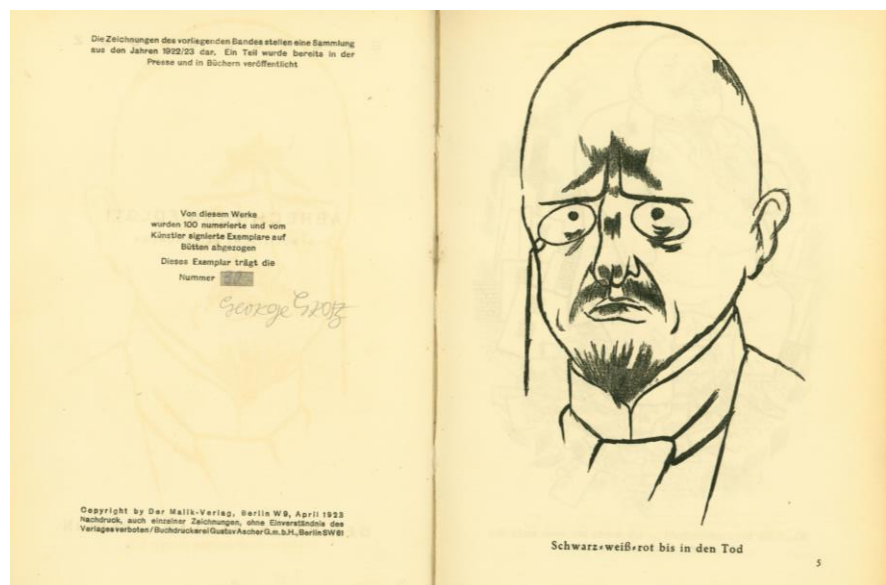 Die Zeichnungen des vorliegenden Bandes stellen eine Sammlung
aus den Jahren 1922/23 dar. Ein Teil wurde bereits in der
Presse und in Büchern veröffentlicht
Von diesem Werke
wurden 100 numerierte und vom
Künstler signierte Exemplare auf
Bütten abgezogen
Dieses Exemplar trägt die
Nummer
George Grosz
Copyright by Der Malik-Verlag, Berlin W9, April 1923
Nachdruck, auch einzelner Zeichnungen, ohne Einverständnis des
Verlages verboten / Buchdruckerei Gustav Ascher G.m.b.H., Berlin SW 61
Schwarz-weiß-rot bis in den Tod
5